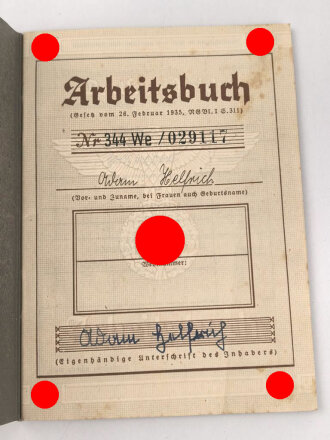 Arbeitsbuch
(Gesetz vom 26. Februar 1935, RGBl. I S. 311)
Nr 344 We /029117
Adam Helfrich
(Vor- und Zuname, bei Frauen auch Geburtsname)
Adam Helfrich
(Eigenhändige Unterschrift des Inhabers)